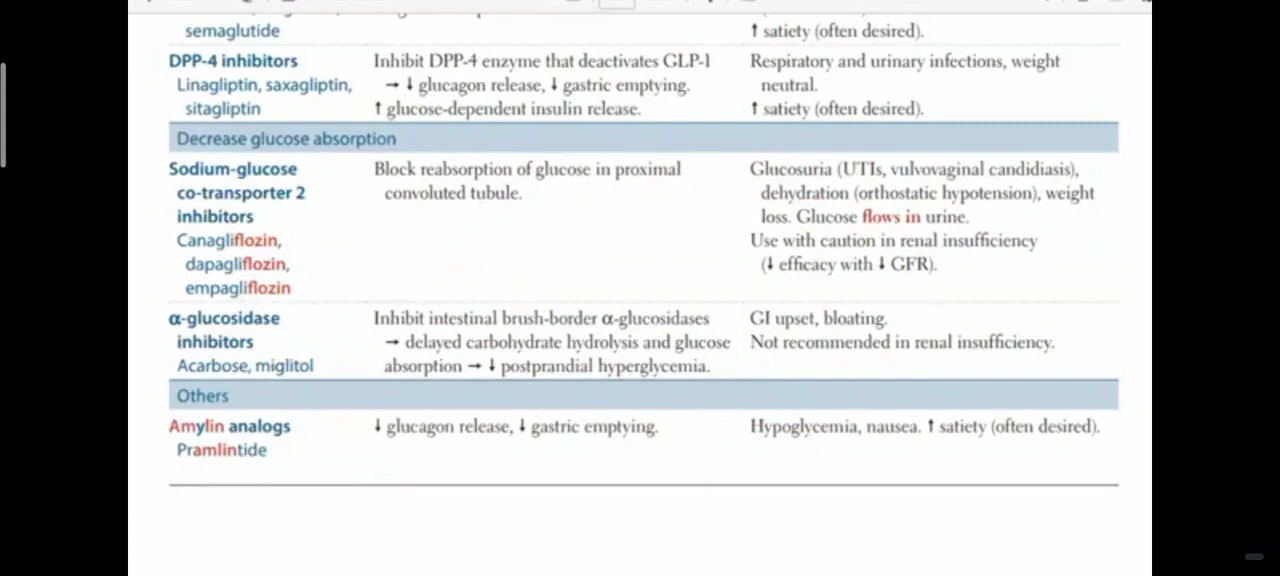 semaglutide
↑ satiety (often desired).
DPP-4 inhibitors
Linagliptin, saxagliptin,
sitagliptin
Inhibit DPP-4 enzyme that deactivates GLP-1
→ ↓ glucagon release, ↓ gastric emptying.
↑ glucose-dependent insulin release.
Respiratory and urinary infections, weight
neutral.
↑ satiety (often desired).
Decrease glucose absorption
Sodium-glucose
co-transporter 2
inhibitors
Canagliflozin,
dapagliflozin,
empagliflozin
Block reabsorption of glucose in proximal
convoluted tubule.
Glucosuria (UTIs, vulvovaginal candidiasis),
dehydration (orthostatic hypotension), weight
loss. Glucose flows in urine.
Use with caution in renal insufficiency
(↓ efficacy with ↓ GFR).
α-glucosidase
inhibitors
Acarbose, miglitol
Inhibit intestinal brush-border α-glucosidases
→ delayed carbohydrate hydrolysis and glucose
absorption → ↓ postprandial hyperglycemia.
GI upset, bloating.
Not recommended in renal insufficiency.
Others
Amylin analogs
Pramlintide
↓ glucagon release, ↓ gastric emptying.
Hypoglycemia, nausea. ↑ satiety (often desired).